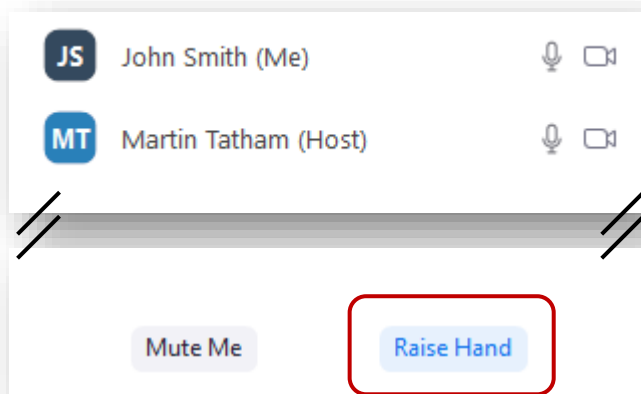 JS John Smith (Me)
MT Martin Tatham (Host)
Mute Me Raise Hand